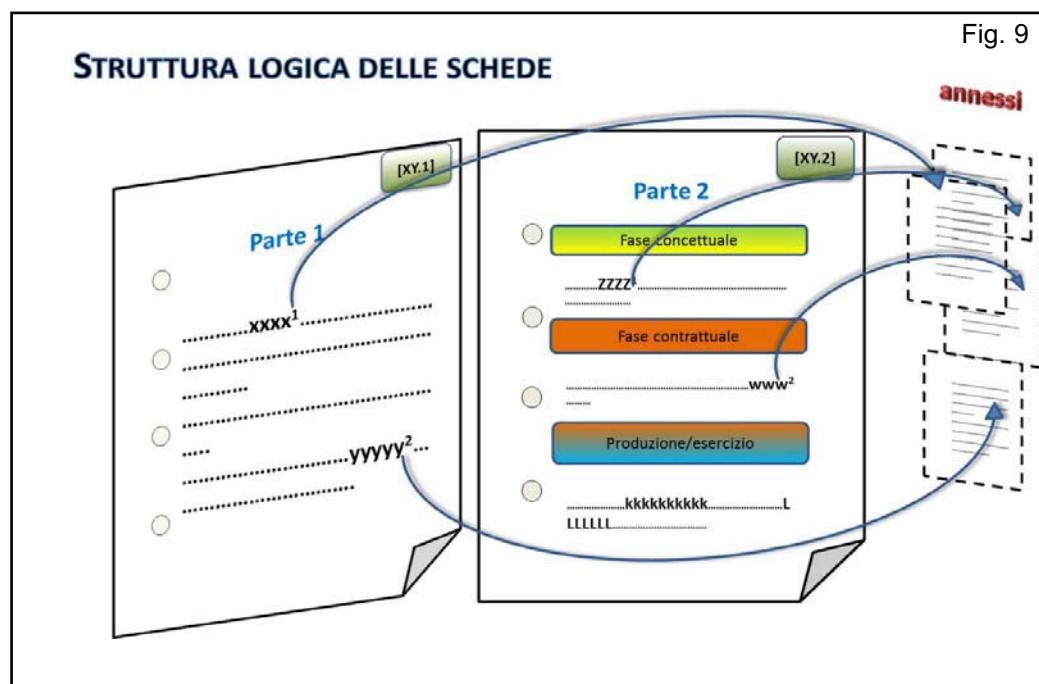 Fig. 9
STRUTTURA LOGICA DELLE SCHEDE
annessi
[XY.1]
Parte 1
............xxxx¹....................
..............................
..........
..............................
.....
.........................yyyyy²...
..........................
[XY.2]
Parte 2
Fase concettuale
............ZZZZ¹.......................................................
........................
Fase contrattuale
....................................................................www²
.........
Produzione/esercizio
......................kkkkkkkkkk............................L
LLLLLL...................................